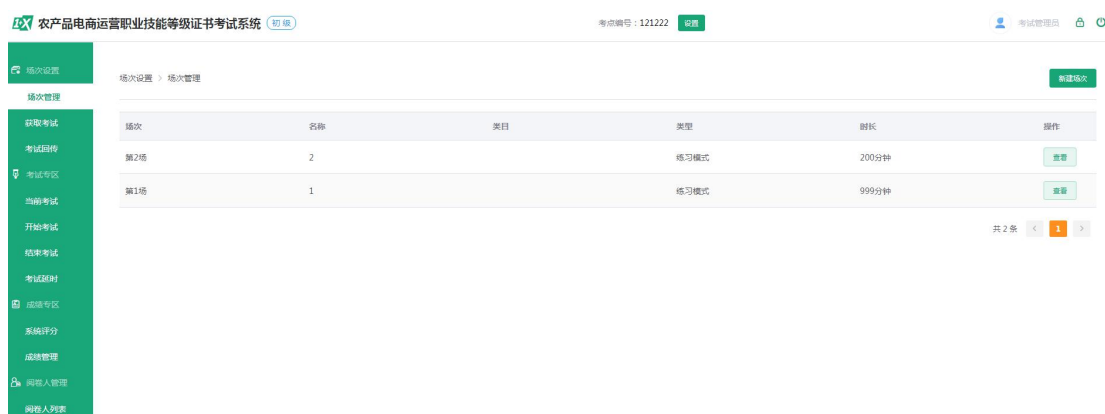 1+X 农产品电商运营职业技能等级证书考试系统 初级
考点编号：121222 设置
考试管理员
场次设置
场次管理
获取考试
考试回传
考试专区
当前考试
开始考试
结束考试
考试延时
成绩专区
系统评分
成绩管理
阅卷人管理
阅卷人列表
场次设置 > 场次管理
新建场次
场次 名称 类目 类型 时长 操作
第2场 2 练习模式 200分钟 查看
第1场 1 练习模式 999分钟 查看
共2条 < 1 >